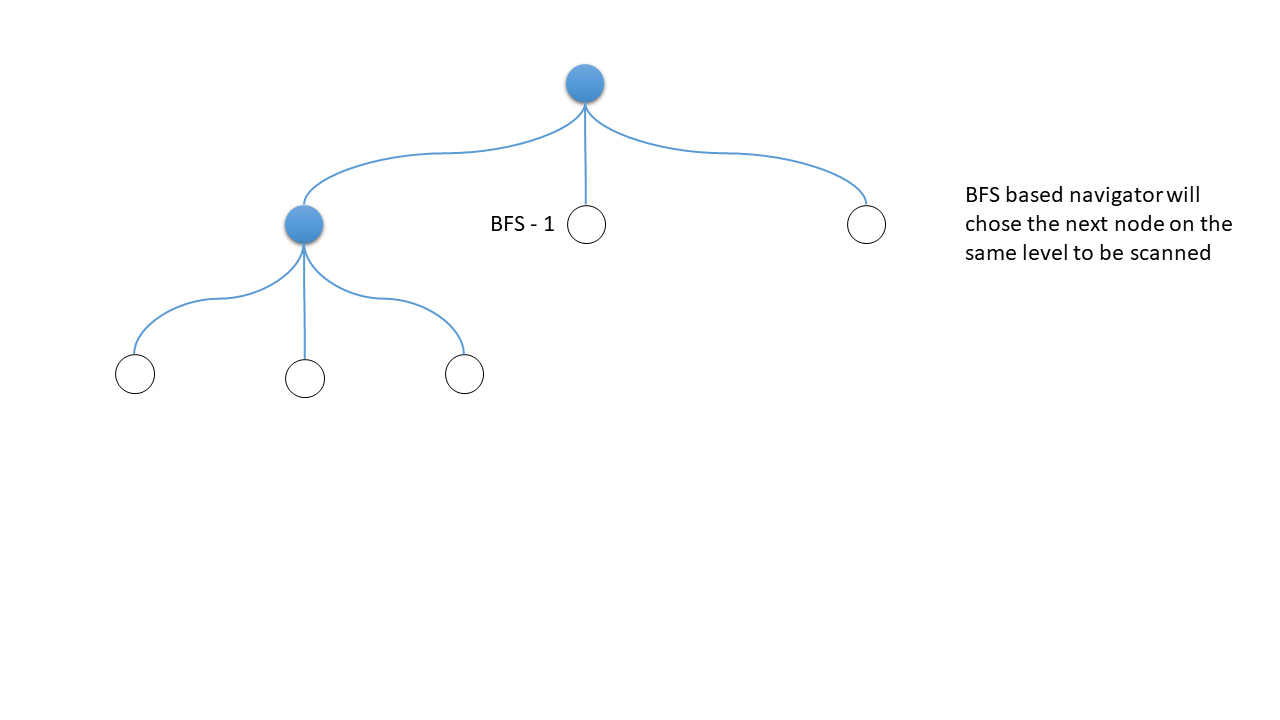 BFS based navigator will
chose the next node on the
same level to be scanned
BFS - 1